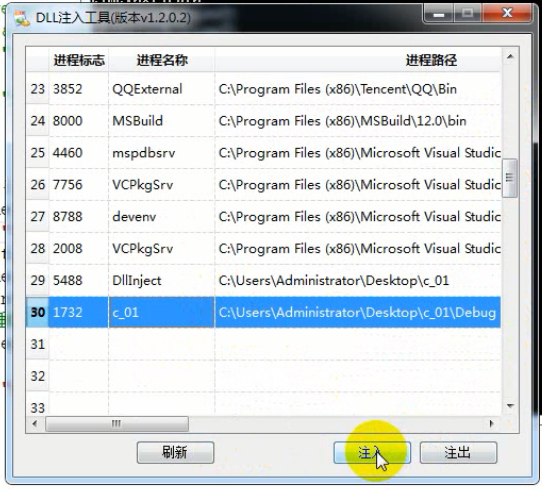 DLL注入工具(版本v1.2.0.2)
进程标志 进程名称 进程路径
23 3852 QQExternal C:\Program Files (x86)\Tencent\QQ\Bin
24 8000 MSBuild C:\Program Files (x86)\MSBuild\12.0\bin
25 4460 mspdbsrv C:\Program Files (x86)\Microsoft Visual Studic
26 7756 VCPkgSrv C:\Program Files (x86)\Microsoft Visual Studic
27 8788 devenv C:\Program Files (x86)\Microsoft Visual Studic
28 2008 VCPkgSrv C:\Program Files (x86)\Microsoft Visual Studic
29 5488 DllInject C:\Users\Administrator\Desktop\c_01
30 1732 c_01 C:\Users\Administrator\Desktop\c_01\Debug
31
32
33
刷新 注入 注出